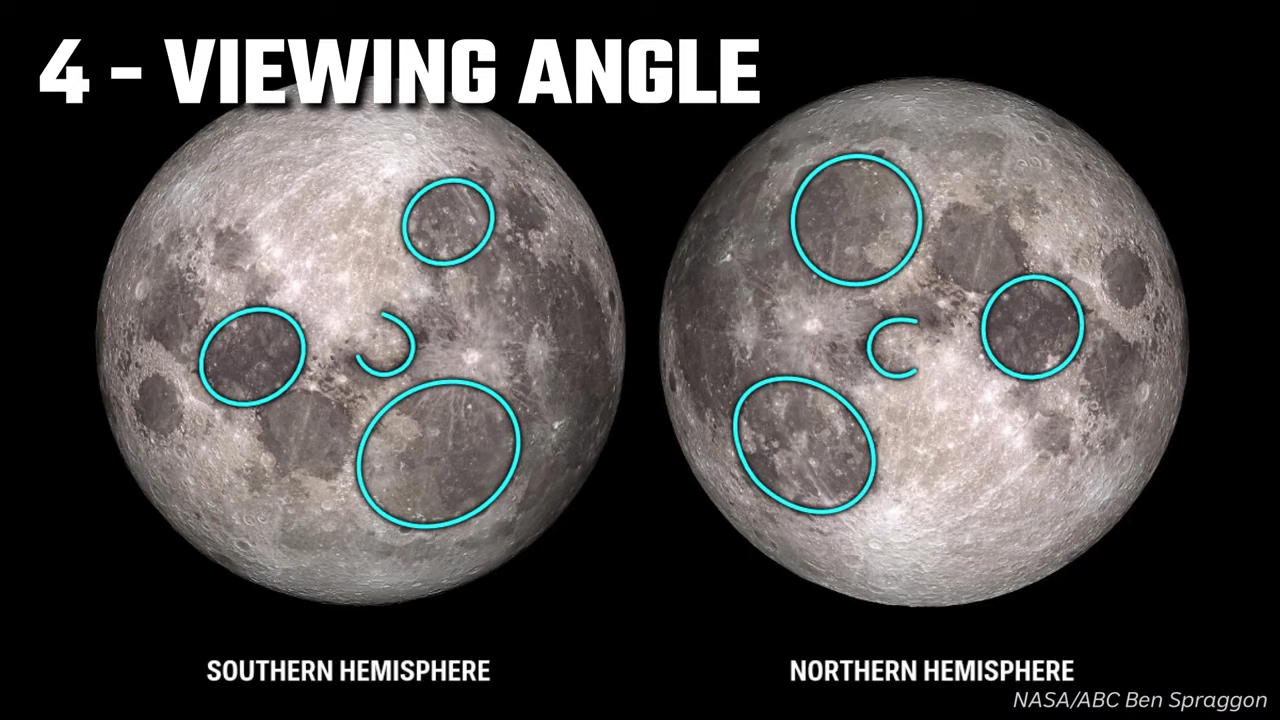 4 - VIEWING ANGLE
SOUTHERN HEMISPHERE
NORTHERN HEMISPHERE
NASA/ABC Ben Spraggon